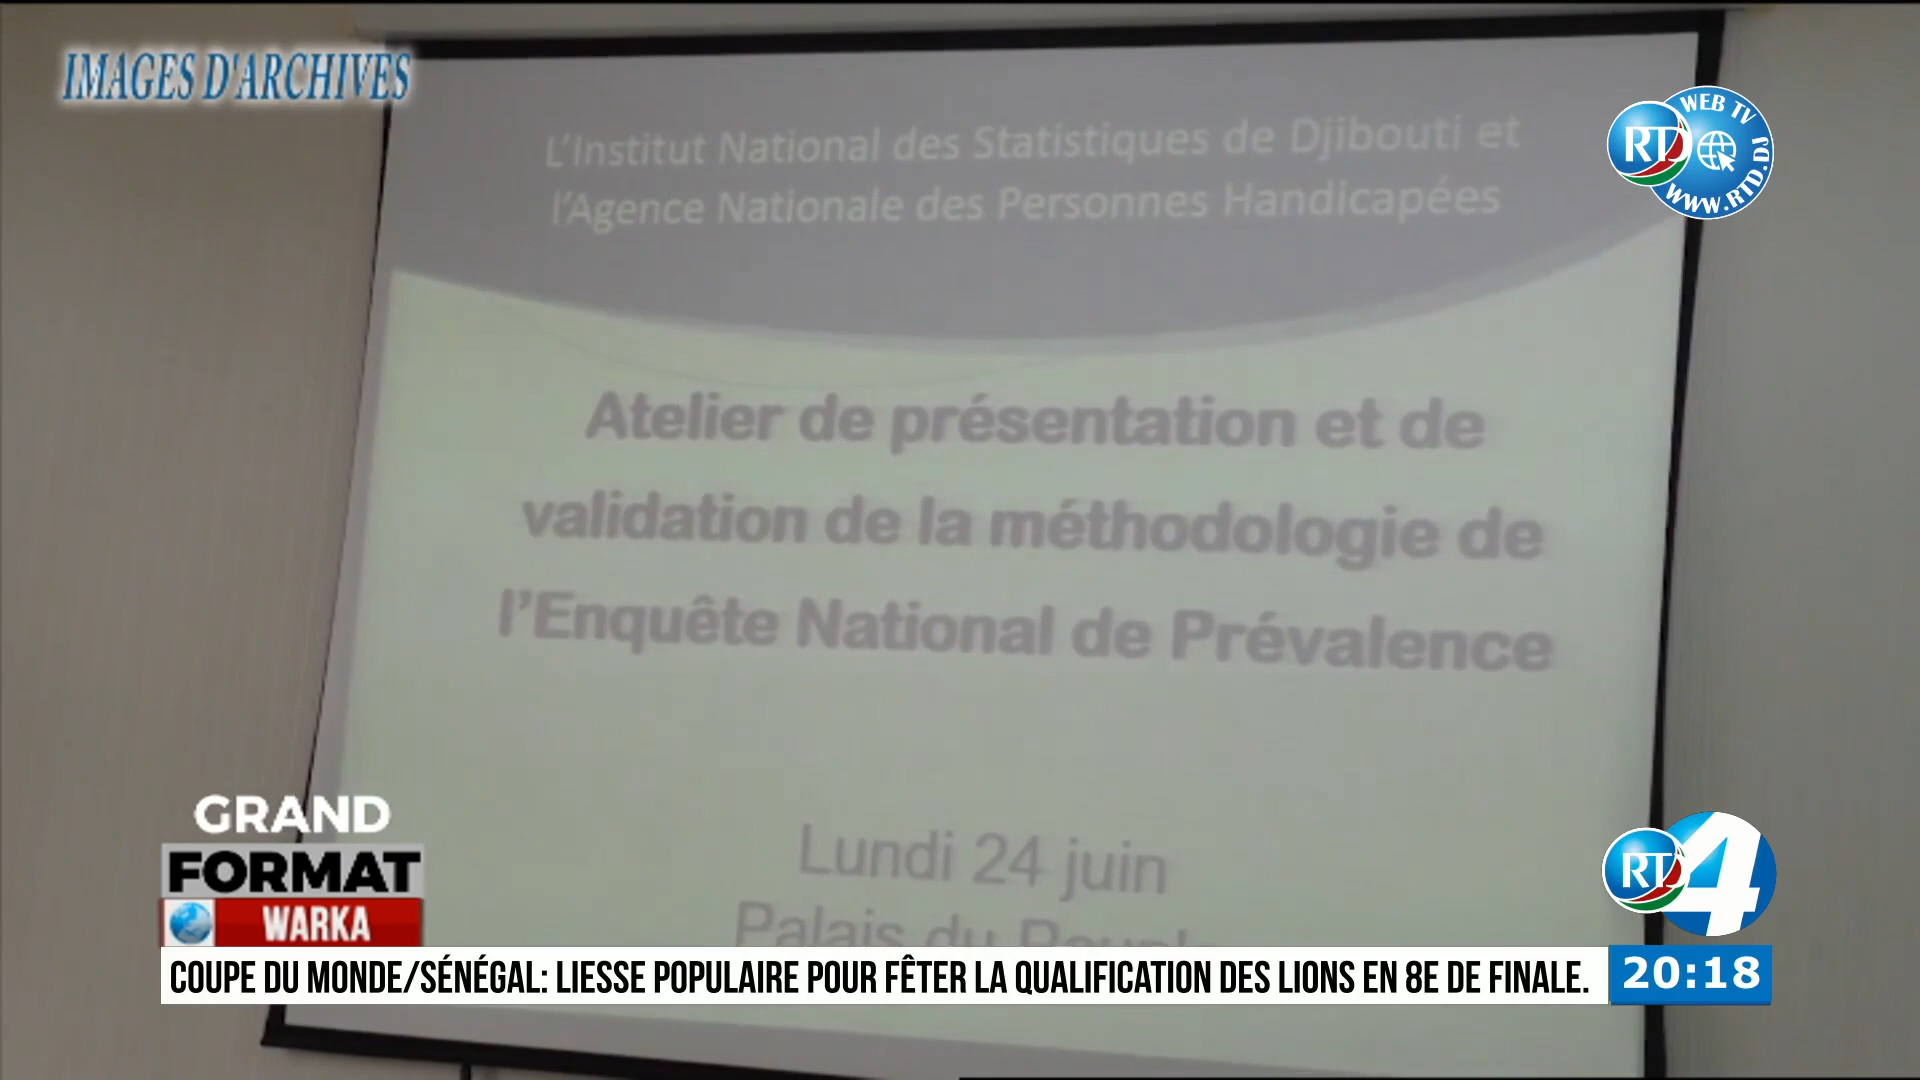 IMAGES D'ARCHIVES
WEB TV
RTD
WWW.RTD.DJ
L'Institut National des Statistiques de Djibouti et
l'Agence Nationale des Personnes Handicapées
Atelier de présentation et de
validation de la méthodologie de
l'Enquête National de Prévalence
Lundi 24 juin
Palais du
GRAND
FORMAT
WARKA
RTD
4
COUPE DU MONDE/SÉNÉGAL: LIESSE POPULAIRE POUR FÊTER LA QUALIFICATION DES LIONS EN 8E DE FINALE.
20:18